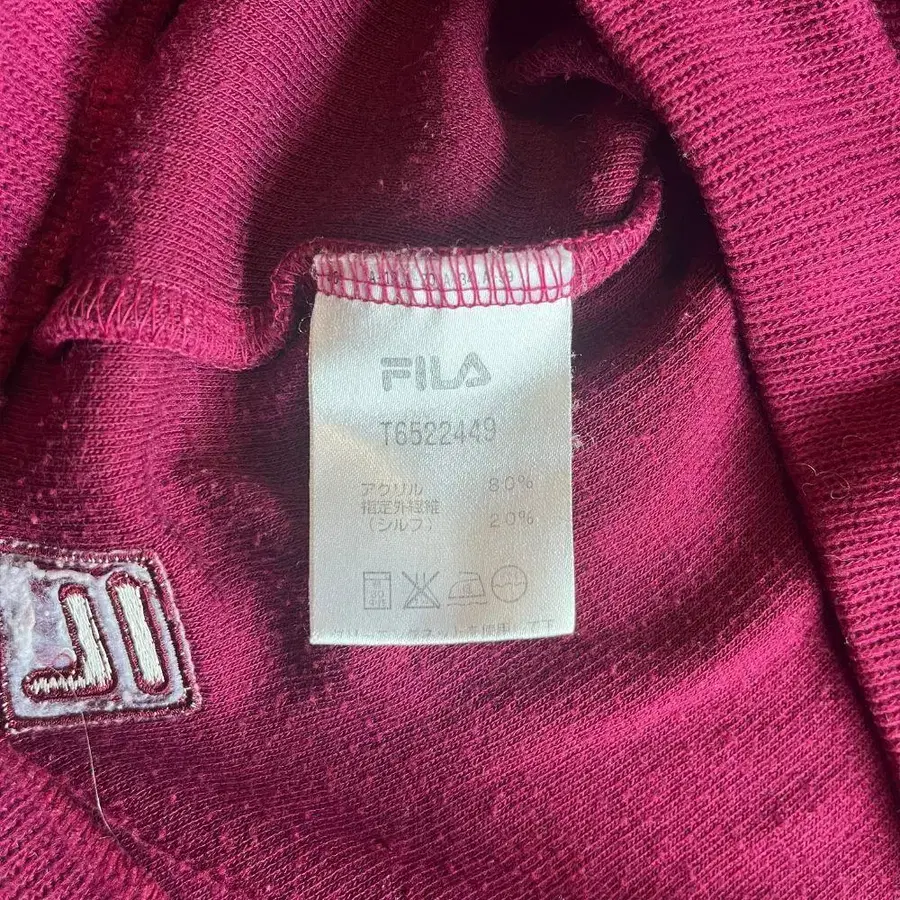 FILA
T6522449
アクリル 80%
指定外繊維
（シルフ） 20%